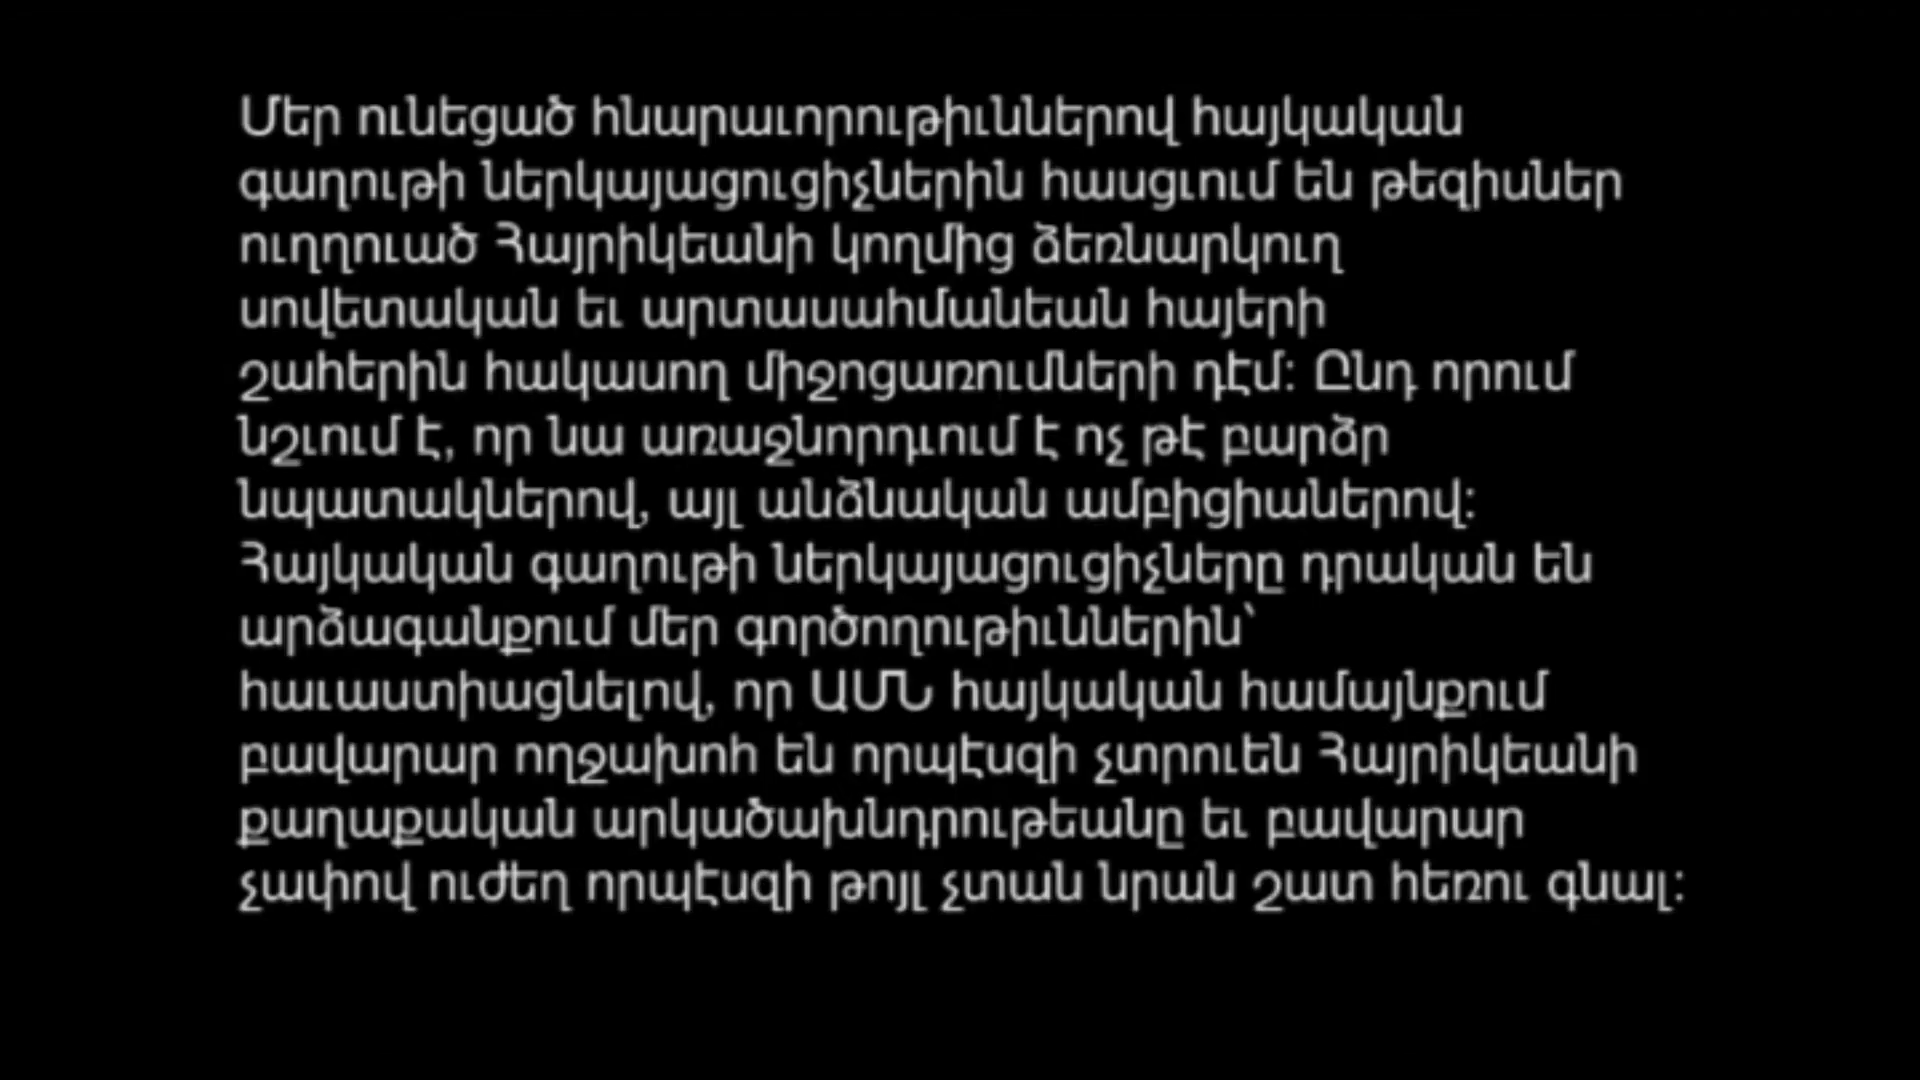 Մեր ունեցած հնարաւորութիւններով հայկական
գաղութի ներկայացուցիչներին հասցւում են թեզիսներ
ուղղուած Հայրիկեանի կողմից ձեռնարկուղ
սովետական եւ արտասահմանեան հայերի
շահերին հակասող միջոցառումների դէմ: Ընդ որում
նշւում է, որ նա առաջնորդւում է ոչ թէ բարձր
նպատակներով, այլ անձնական ամբիցիաներով:
Հայկական գաղութի ներկայացուցիչները դրական են
արձագանքում մեր գործողութիւններին՝
հաւաստիացնելով, որ ԱՄՆ հայկական համայնքում
բավարար ողջախոհ են որպէսզի չտրուեն Հայրիկեանի
քաղաքական արկածախնդրութեանը եւ բավարար
չափով ուժեղ որպէսզի թոյլ չտան նրան շատ հեռու գնալ: